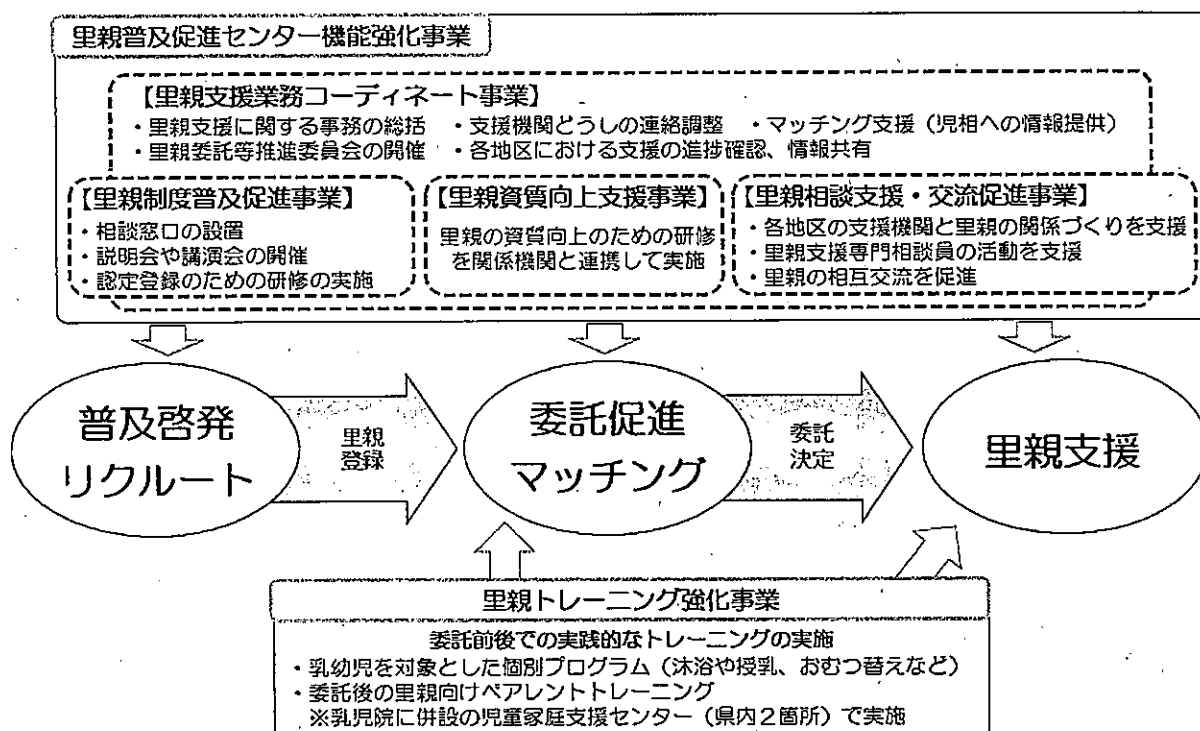 里親普及促進センター機能強化事業
【里親支援業務コーディネート事業】
・里親支援に関する事務の総括 ・支援機関どうしの連絡調整 ・マッチング支援（児相への情報提供）
・里親委託等推進委員会の開催 ・各地区における支援の進捗確認、情報共有
【里親制度普及促進事業】
・相談窓口の設置
・説明会や講演会の開催
・認定登録のための研修の実施
【里親資質向上支援事業】
里親の資質向上のための研修
を関係機関と連携して実施
【里親相談支援・交流促進事業】
・各地区の支援機関と里親の関係づくりを支援
・里親支援専門相談員の活動を支援
・里親の相互交流を促進
普及啓発
リクルート
里親
登録
委託促進
マッチング
委託
決定
里親支援
里親トレーニング強化事業
委託前後での実践的なトレーニングの実施
・乳幼児を対象とした個別プログラム（沐浴や授乳、おむつ替えなど）
・委託後の里親向けペアレントトレーニング
※乳児院に併設の児童家庭支援センター（県内２箇所）で実施